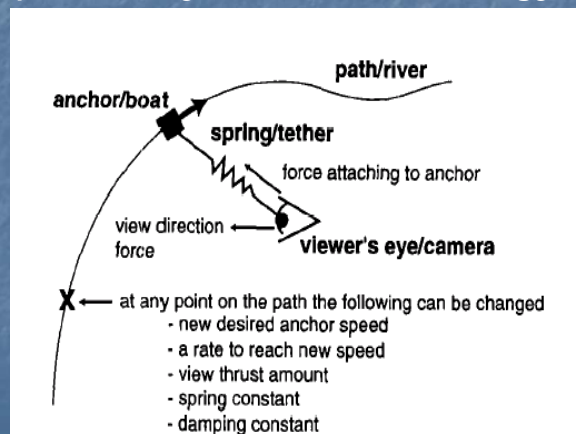 path/river
anchor/boat
spring/tether
force attaching to anchor
view direction
force
viewer's eye/camera
X ← at any point on the path the following can be changed
- new desired anchor speed
- a rate to reach new speed
- view thrust amount
- spring constant
- damping constant